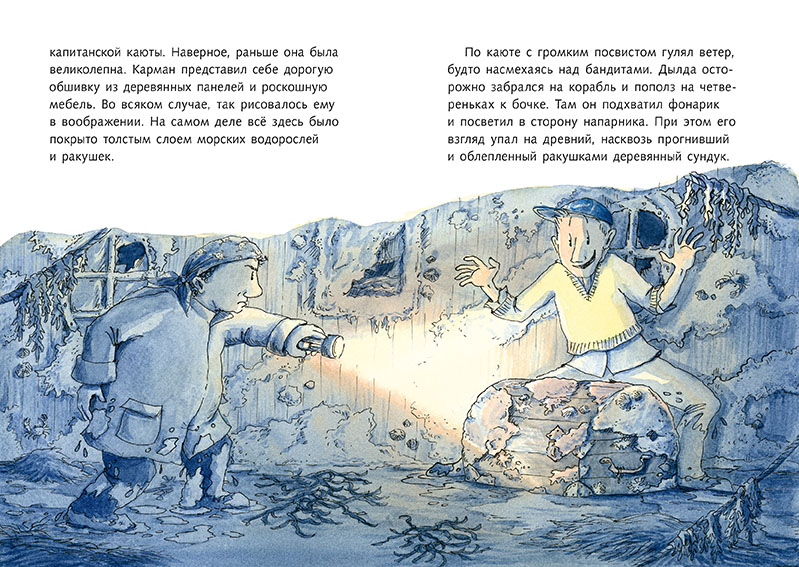 капитанской каюты. Наверное, раньше она была
великолепна. Карман представил себе дорогую
обшивку из деревянных панелей и роскошную
мебель. Во всяком случае, так рисовалось ему
в воображении. На самом деле всё здесь было
покрыто толстым слоем морских водорослей
и ракушек.
По каюте с громким посвистом гулял ветер,
будто насмехаясь над бандитами. Дылда осто-
рожно забрался на корабль и пополз на четве-
реньках к бочке. Там он подхватил фонарик
и посветил в сторону напарника. При этом его
взгляд упал на древний, насквозь прогнивший
и облепленный ракушками деревянный сундук.